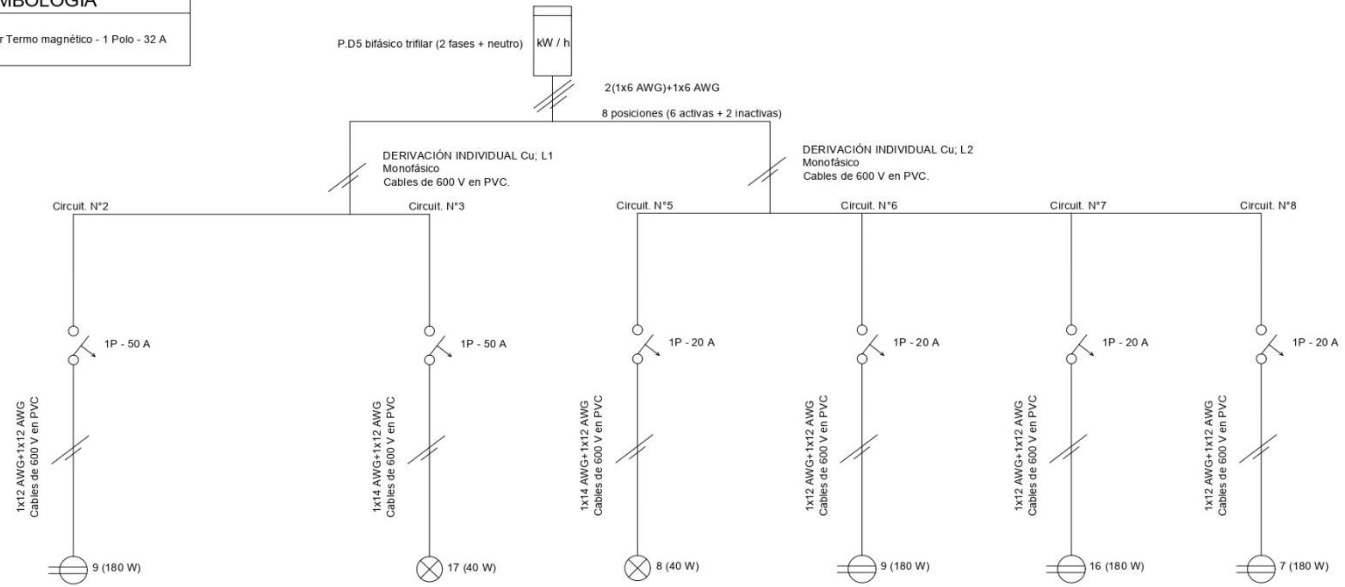 MBOLOGÍA
r Termo magnético - 1 Polo - 32 A
P.D5 bifásico trifilar (2 fases + neutro)
kW / h
2(1x6 AWG)+1x6 AWG
8 posiciones (6 activas + 2 inactivas)
DERIVACIÓN INDIVIDUAL Cu; L1
Monofásico
Cables de 600 V en PVC.
DERIVACIÓN INDIVIDUAL Cu; L2
Monofásico
Cables de 600 V en PVC.
Circuit. N°2
Circuit. N°3
Circuit. N°5
Circuit. N°6
Circuit. N°7
Circuit. N°8
1P - 50 A
1P - 50 A
1P - 20 A
1P - 20 A
1P - 20 A
1P - 20 A
1x12 AWG+1x12 AWG
Cables de 600 V en PVC
1x14 AWG+1x12 AWG
Cables de 600 V en PVC
1x14 AWG+1x12 AWG
Cables de 600 V en PVC
1x12 AWG+1x12 AWG
Cables de 600 V en PVC
1x12 AWG+1x12 AWG
Cables de 600 V en PVC
1x12 AWG+1x12 AWG
Cables de 600 V en PVC
9 (180 W)
17 (40 W)
8 (40 W)
9 (180 W)
16 (180 W)
7 (180 W)